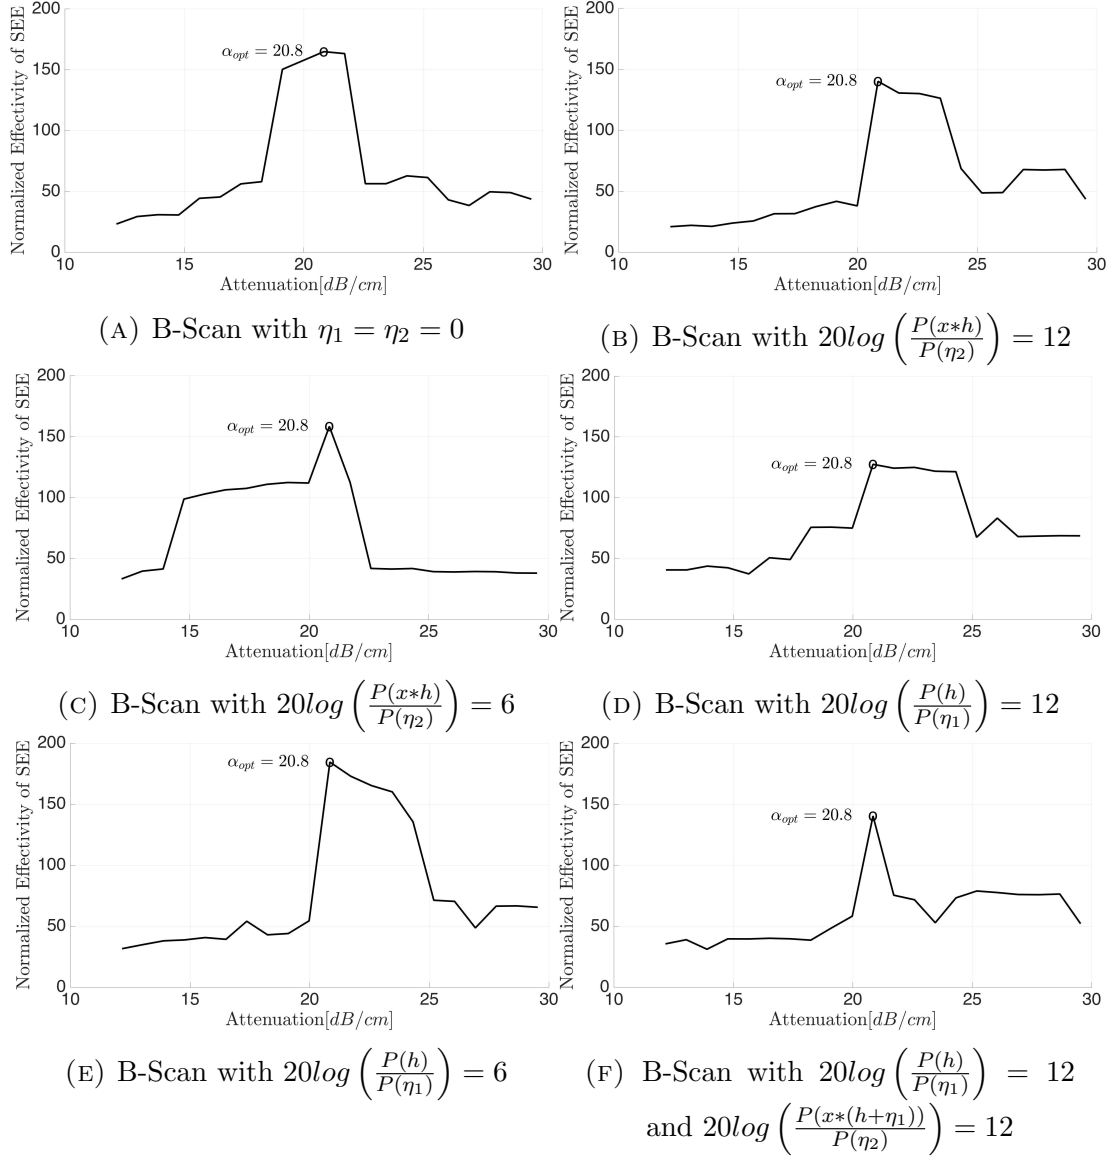 200
150
100
50
0
Normalized Effectivity of SEE
α_opt = 20.8
10 15 20 25 30
Attenuation[dB/cm]
(A) B-Scan with η₁ = η₂ = 0
200
150
100
50
0
Normalized Effectivity of SEE
α_opt = 20.8
10 15 20 25 30
Attenuation[dB/cm]
(B) B-Scan with 20log (P(x*h)/P(η₂)) = 12
200
150
100
50
0
Normalized Effectivity of SEE
α_opt = 20.8
10 15 20 25 30
Attenuation[dB/cm]
(C) B-Scan with 20log (P(x*h)/P(η₂)) = 6
200
150
100
50
0
Normalized Effectivity of SEE
α_opt = 20.8
10 15 20 25 30
Attenuation[dB/cm]
(D) B-Scan with 20log (P(h)/P(η₁)) = 12
200
150
100
50
0
Normalized Effectivity of SEE
α_opt = 20.8
10 15 20 25 30
Attenuation[dB/cm]
(E) B-Scan with 20log (P(h)/P(η₁)) = 6
200
150
100
50
0
Normalized Effectivity of SEE
α_opt = 20.8
10 15 20 25 30
Attenuation[dB/cm]
(F) B-Scan with 20log (P(h)/P(η₁)) = 12
and 20log (P(x*(h+η₁))/P(η₂)) = 12